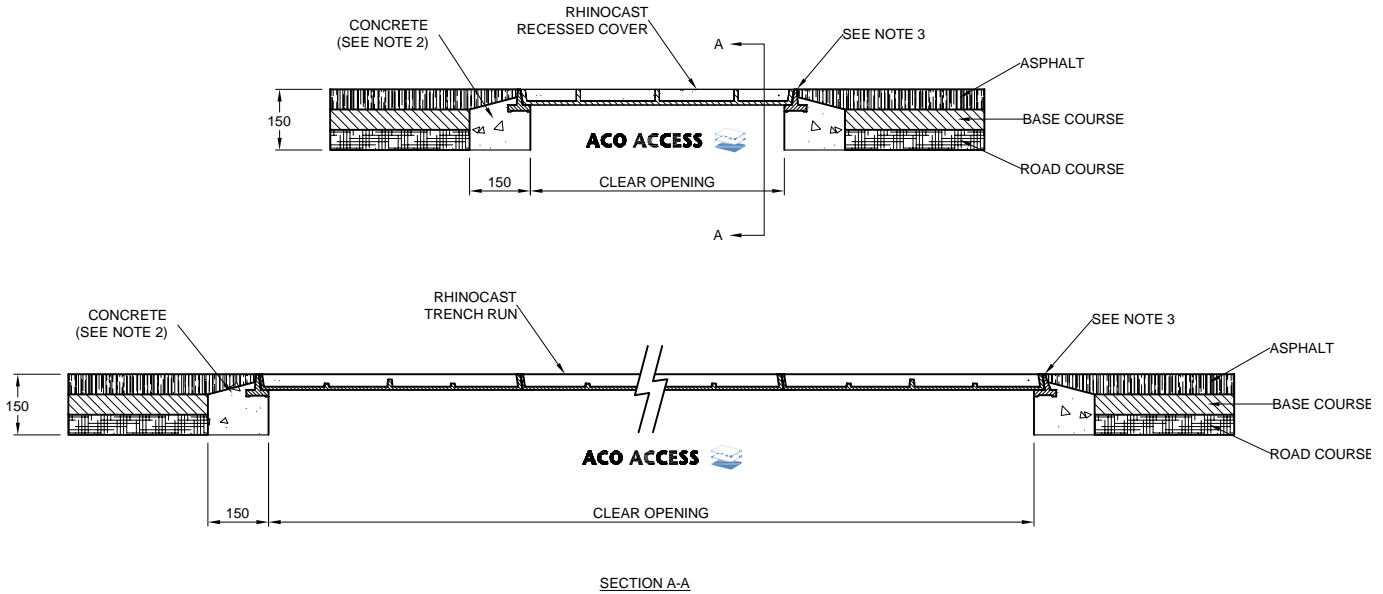 CONCRETE
(SEE NOTE 2)
RHINOCAST
RECESSED COVER
A
SEE NOTE 3
ASPHALT
150
BASE COURSE
ACO ACCESS
ROAD COURSE
150
CLEAR OPENING
A
CONCRETE
(SEE NOTE 2)
RHINOCAST
TRENCH RUN
SEE NOTE 3
ASPHALT
150
BASE COURSE
ACO ACCESS
ROAD COURSE
150
CLEAR OPENING
SECTION A-A